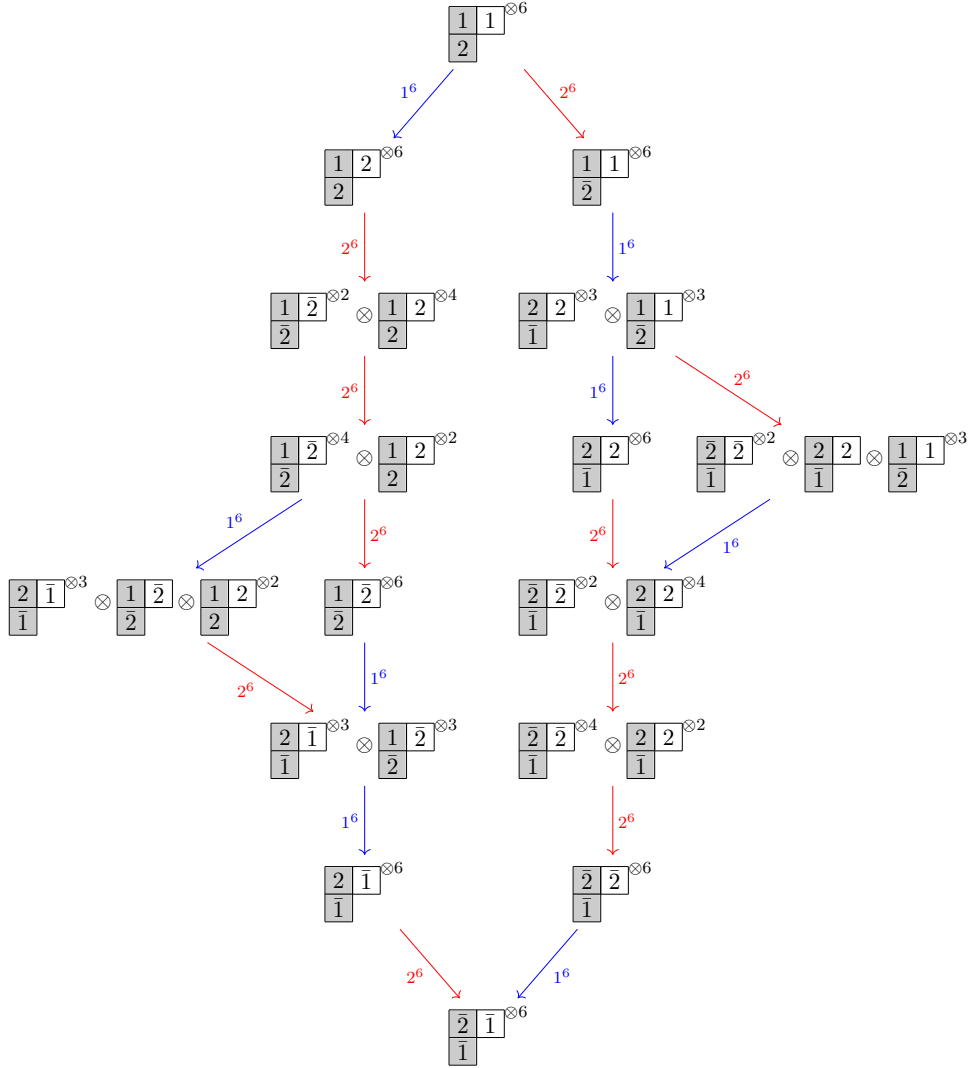 1 1 ⊗6
2
1⁶ 2⁶
1 2 ⊗6 1 1 ⊗6
2 2̄
2⁶ 1⁶
1 2̄ ⊗2 ⊗ 1 2 ⊗4 2 2 ⊗3 ⊗ 1 1 ⊗3
2̄ 2 1̄ 2̄
2⁶ 1⁶ 2⁶
1 2̄ ⊗4 ⊗ 1 2 ⊗2 2 2 ⊗6 2̄ 2̄ ⊗2 ⊗ 2 2 ⊗ 1 1 ⊗3
2̄ 2 1̄ 1̄ 1̄ 2̄
1⁶ 2⁶ 2⁶ 1⁶
2 1̄ ⊗3 ⊗ 1 2̄ ⊗ 1 2 ⊗2 1 2̄ ⊗6 2̄ 2̄ ⊗2 ⊗ 2 2 ⊗4
1̄ 2̄ 2 2̄ 1̄ 1̄
2⁶ 1⁶ 2⁶
2 1̄ ⊗3 ⊗ 1 2̄ ⊗3 2̄ 2̄ ⊗4 ⊗ 2 2 ⊗2
1̄ 2̄ 1̄ 1̄
1⁶ 2⁶
2 1̄ ⊗6 2̄ 2̄ ⊗6
1̄ 1̄
2⁶ 1⁶
2̄ 1̄ ⊗6
1̄